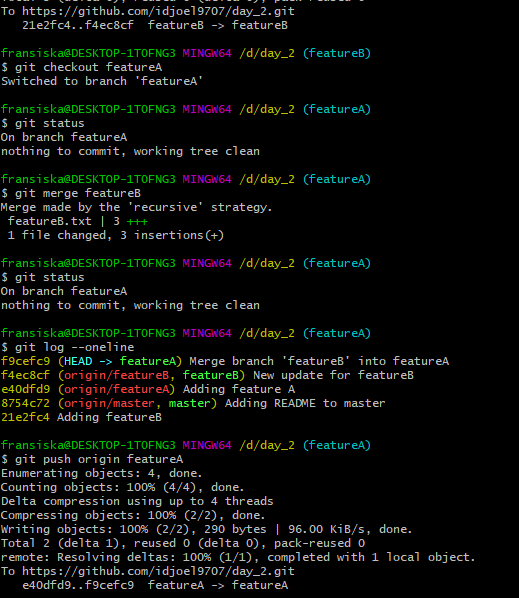 To https://github.com/idjoel9707/day_2.git
21e2fc4..f4ec8cf featureB -> featureB
fransiska@DESKTOP-1TOFNG3 MINGW64 /d/day_2 (featureB)
$ git checkout featureA
Switched to branch 'featureA'
fransiska@DESKTOP-1TOFNG3 MINGW64 /d/day_2 (featureA)
$ git status
On branch featureA
nothing to commit, working tree clean
fransiska@DESKTOP-1TOFNG3 MINGW64 /d/day_2 (featureA)
$ git merge featureB
Merge made by the 'recursive' strategy.
featureB.txt | 3 +++
1 file changed, 3 insertions(+)
fransiska@DESKTOP-1TOFNG3 MINGW64 /d/day_2 (featureA)
$ git status
On branch featureA
nothing to commit, working tree clean
fransiska@DESKTOP-1TOFNG3 MINGW64 /d/day_2 (featureA)
$ git log --oneline
f9cefc9 (HEAD -> featureA) Merge branch 'featureB' into featureA
f4ec8cf (origin/featureB, featureB) New update for featureB
e40dfd9 (origin/featureA) Adding feature A
8754c72 (origin/master, master) Adding README to master
21e2fc4 Adding featureB
fransiska@DESKTOP-1TOFNG3 MINGW64 /d/day_2 (featureA)
$ git push origin featureA
Enumerating objects: 4, done.
Counting objects: 100% (4/4), done.
Delta compression using up to 4 threads
Compressing objects: 100% (2/2), done.
Writing objects: 100% (2/2), 290 bytes | 96.00 KiB/s, done.
Total 2 (delta 1), reused 0 (delta 0), pack-reused 0
remote: Resolving deltas: 100% (1/1), completed with 1 local object.
To https://github.com/idjoel9707/day_2.git
e40dfd9..f9cefc9 featureA -> featureA